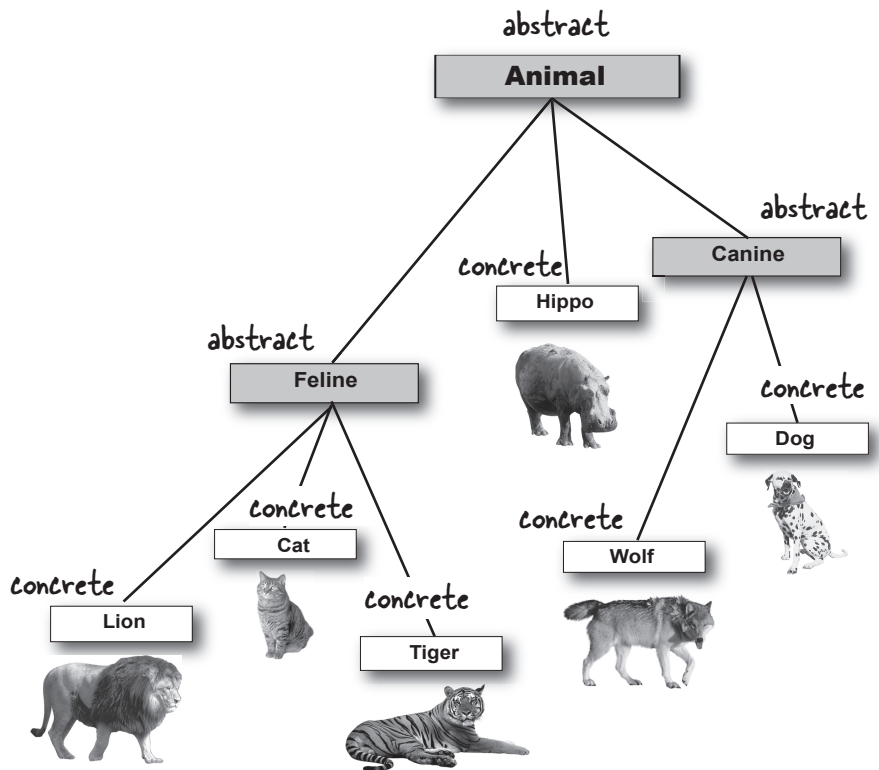 abstract
Animal
abstract
Canine
concrete
Hippo
abstract
Feline
concrete
Dog
concrete
Cat
concrete
Wolf
concrete
Lion
concrete
Tiger